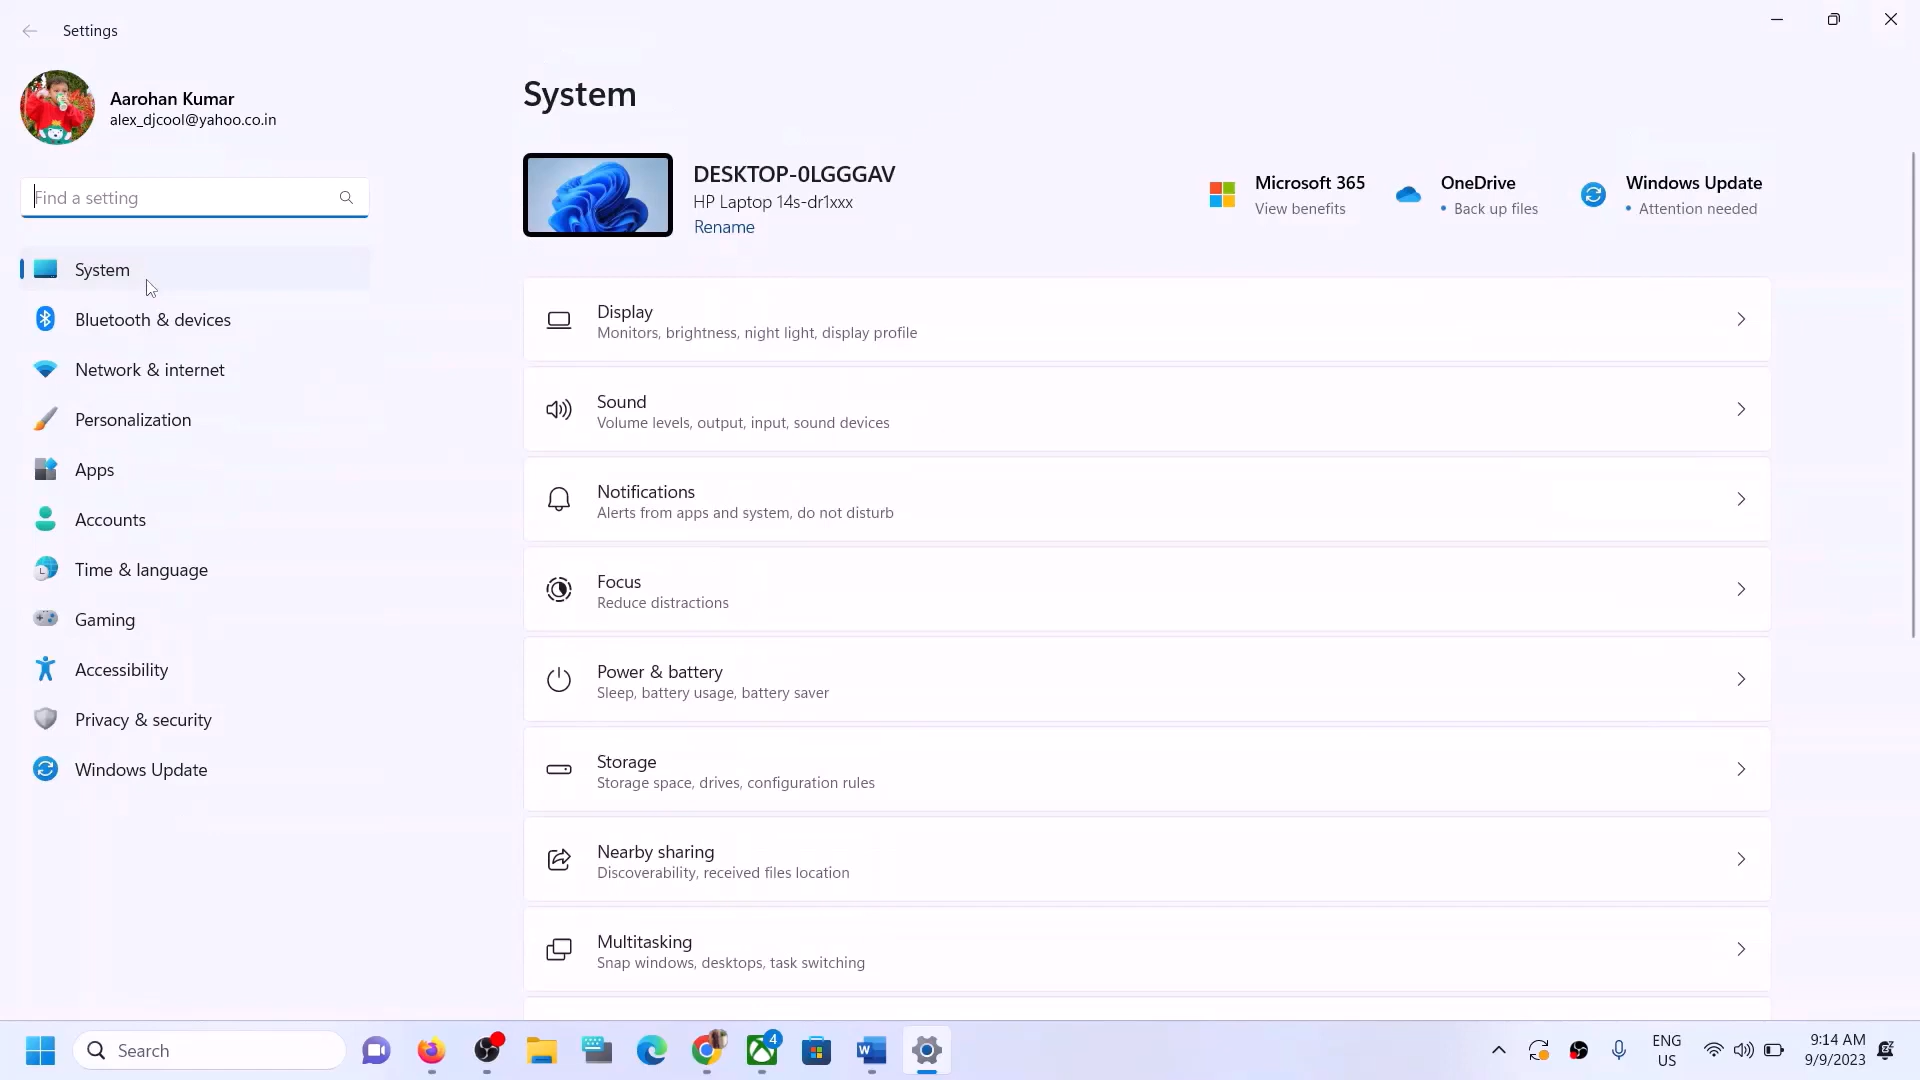 Settings
Aarohan Kumar
alex_djcool@yahoo.co.in
Find a setting
System
Bluetooth & devices
Network & internet
Personalization
Apps
Accounts
Time & language
Gaming
Accessibility
Privacy & security
Windows Update
System
DESKTOP-0LGGGAV
HP Laptop 14s-dr1xxx
Rename
Microsoft 365
View benefits
OneDrive
• Back up files
Windows Update
• Attention needed
Display
Monitors, brightness, night light, display profile
Sound
Volume levels, output, input, sound devices
Notifications
Alerts from apps and system, do not disturb
Focus
Reduce distractions
Power & battery
Sleep, battery usage, battery saver
Storage
Storage space, drives, configuration rules
Nearby sharing
Discoverability, received files location
Multitasking
Snap windows, desktops, task switching
Search
4
W
ENG
US
9:14 AM
9/9/2023